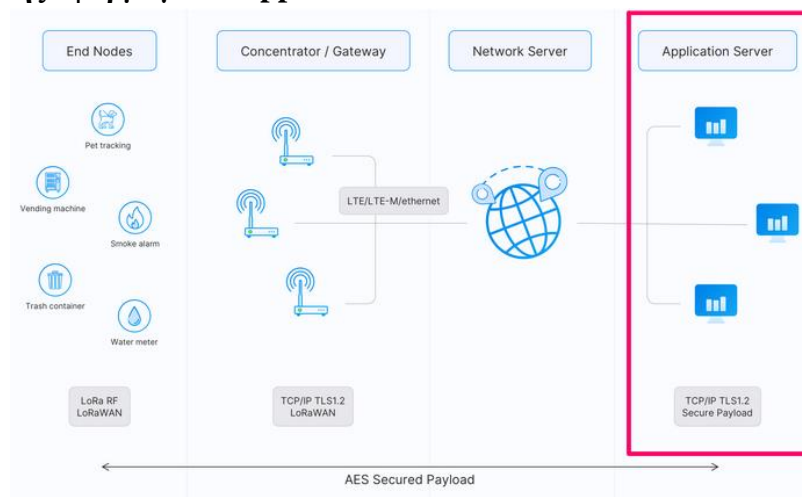 End Nodes
Concentrator / Gateway
Network Server
Application Server
Pet tracking
Vending machine
Smoke alarm
Trash container
Water meter
LTE/LTE-M/ethernet
LoRa RF
LoRaWAN
TCP/IP TLS1.2
LoRaWAN
TCP/IP TLS1.2
Secure Payload
AES Secured Payload